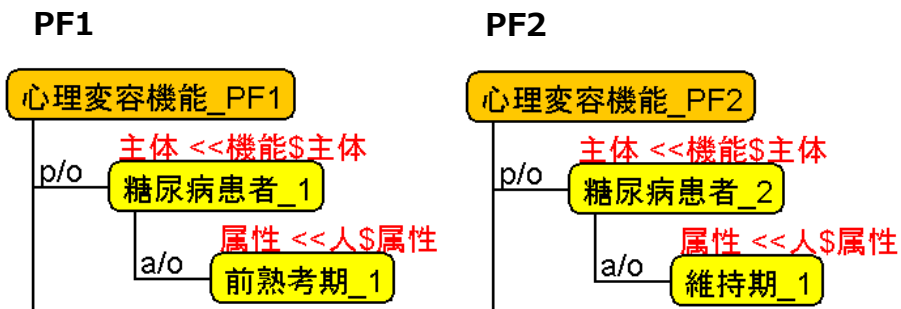 PF1
PF2
心理変容機能_PF1
主体 <<機能$主体
p/o
糖尿病患者_1
属性 <<人$属性
a/o
前熟考期_1
心理変容機能_PF2
主体 <<機能$主体
p/o
糖尿病患者_2
属性 <<人$属性
a/o
維持期_1